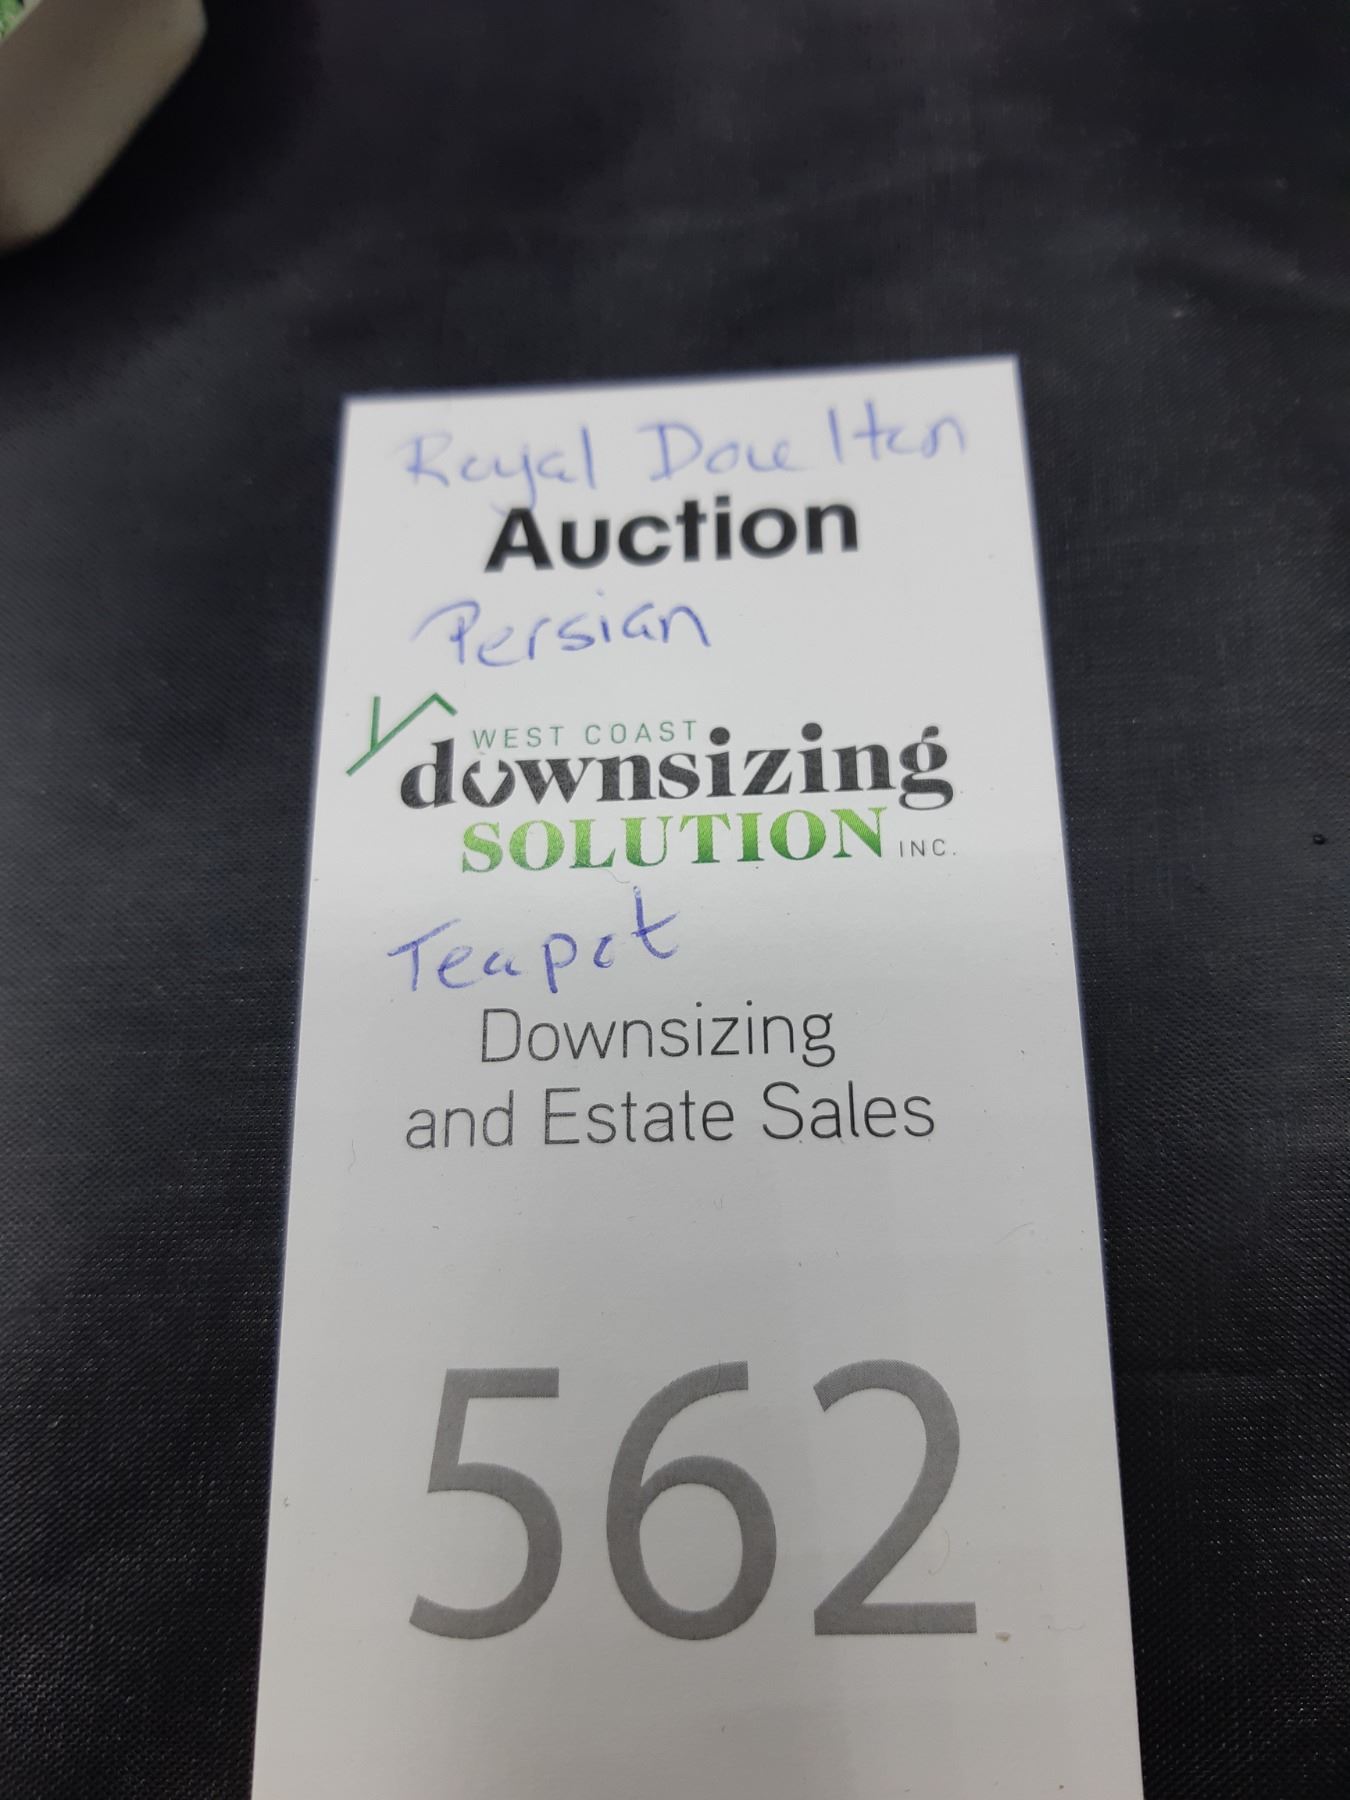 Royal Doulton
Auction
Persian
WEST COAST
downsizing
SOLUTION INC.
Teapot
Downsizing
and Estate Sales
562